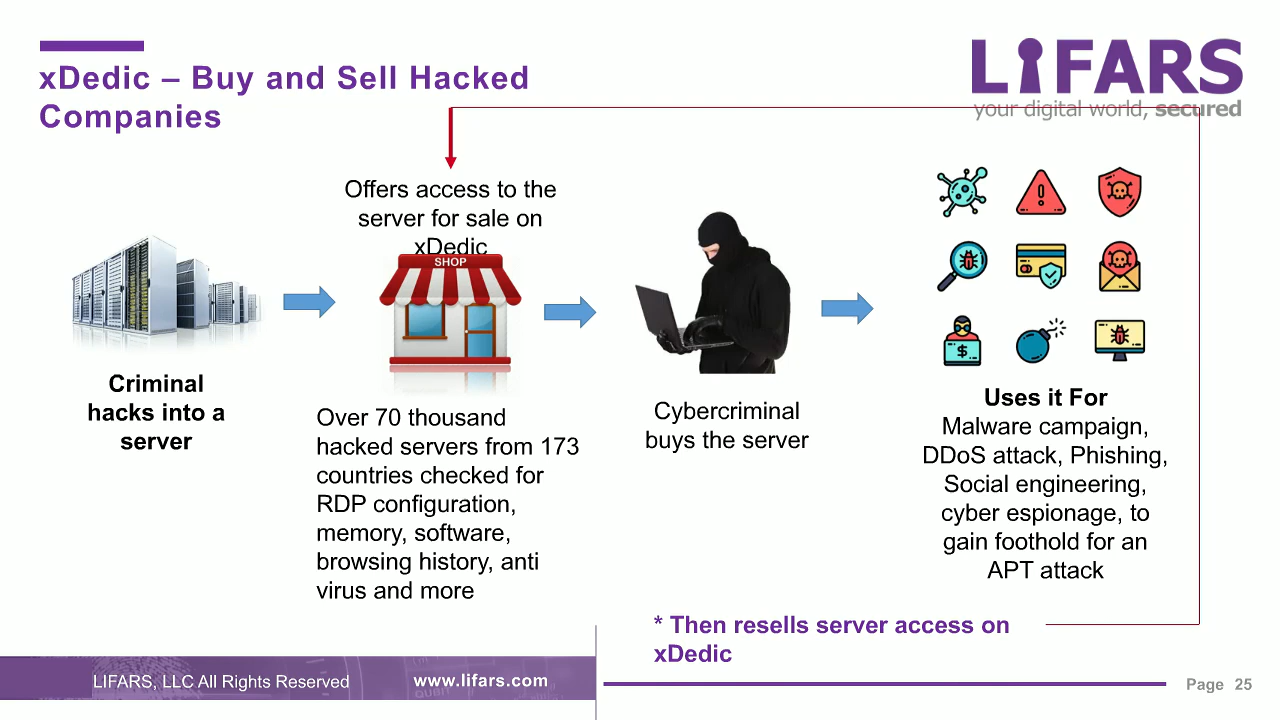 xDedic – Buy and Sell Hacked
Companies
LIFARS
your digital world, secured
Offers access to the
server for sale on
xDedic
SHOP
Criminal
hacks into a
server
Over 70 thousand
hacked servers from 173
countries checked for
RDP configuration,
memory, software,
browsing history, anti
virus and more
Cybercriminal
buys the server
Uses it For
Malware campaign,
DDoS attack, Phishing,
Social engineering,
cyber espionage, to
gain foothold for an
APT attack
* Then resells server access on
xDedic
LIFARS, LLC All Rights Reserved
www.lifars.com
Page 25